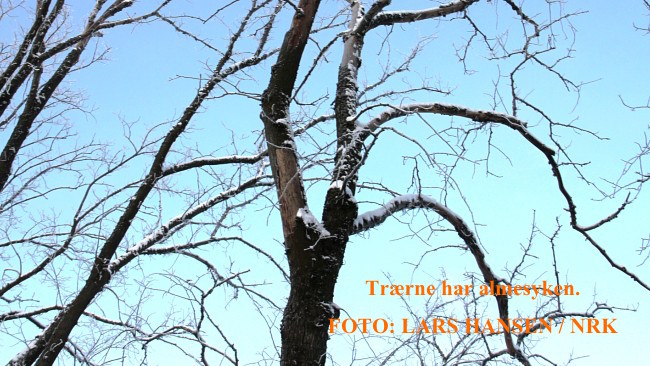 Trærne har almesyken.
FOTO: LARS HANSEN / NRK